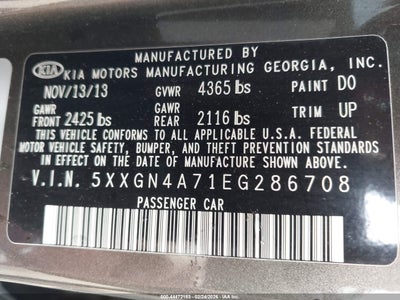 MANUFACTURED BY
KIA KIA MOTORS MANUFACTURING GEORGIA, INC.
NOV/13/13 GVWR 4365 lbs PAINT D0
GAWR GAWR
FRONT 2425 lbs REAR 2116 lbs TRIM UP
THIS VEHICLE CONFORMS TO ALL APPLICABLE U.S.A. FEDERAL
MOTOR VEHICLE SAFETY, BUMPER, AND THEFT PREVENTION STANDARDS
IN EFFECT ON THE DATE OF MANUFACTURE SHOWN ABOVE.
V.I.N. 5XXGN4A71EG286708
PASSENGER CAR